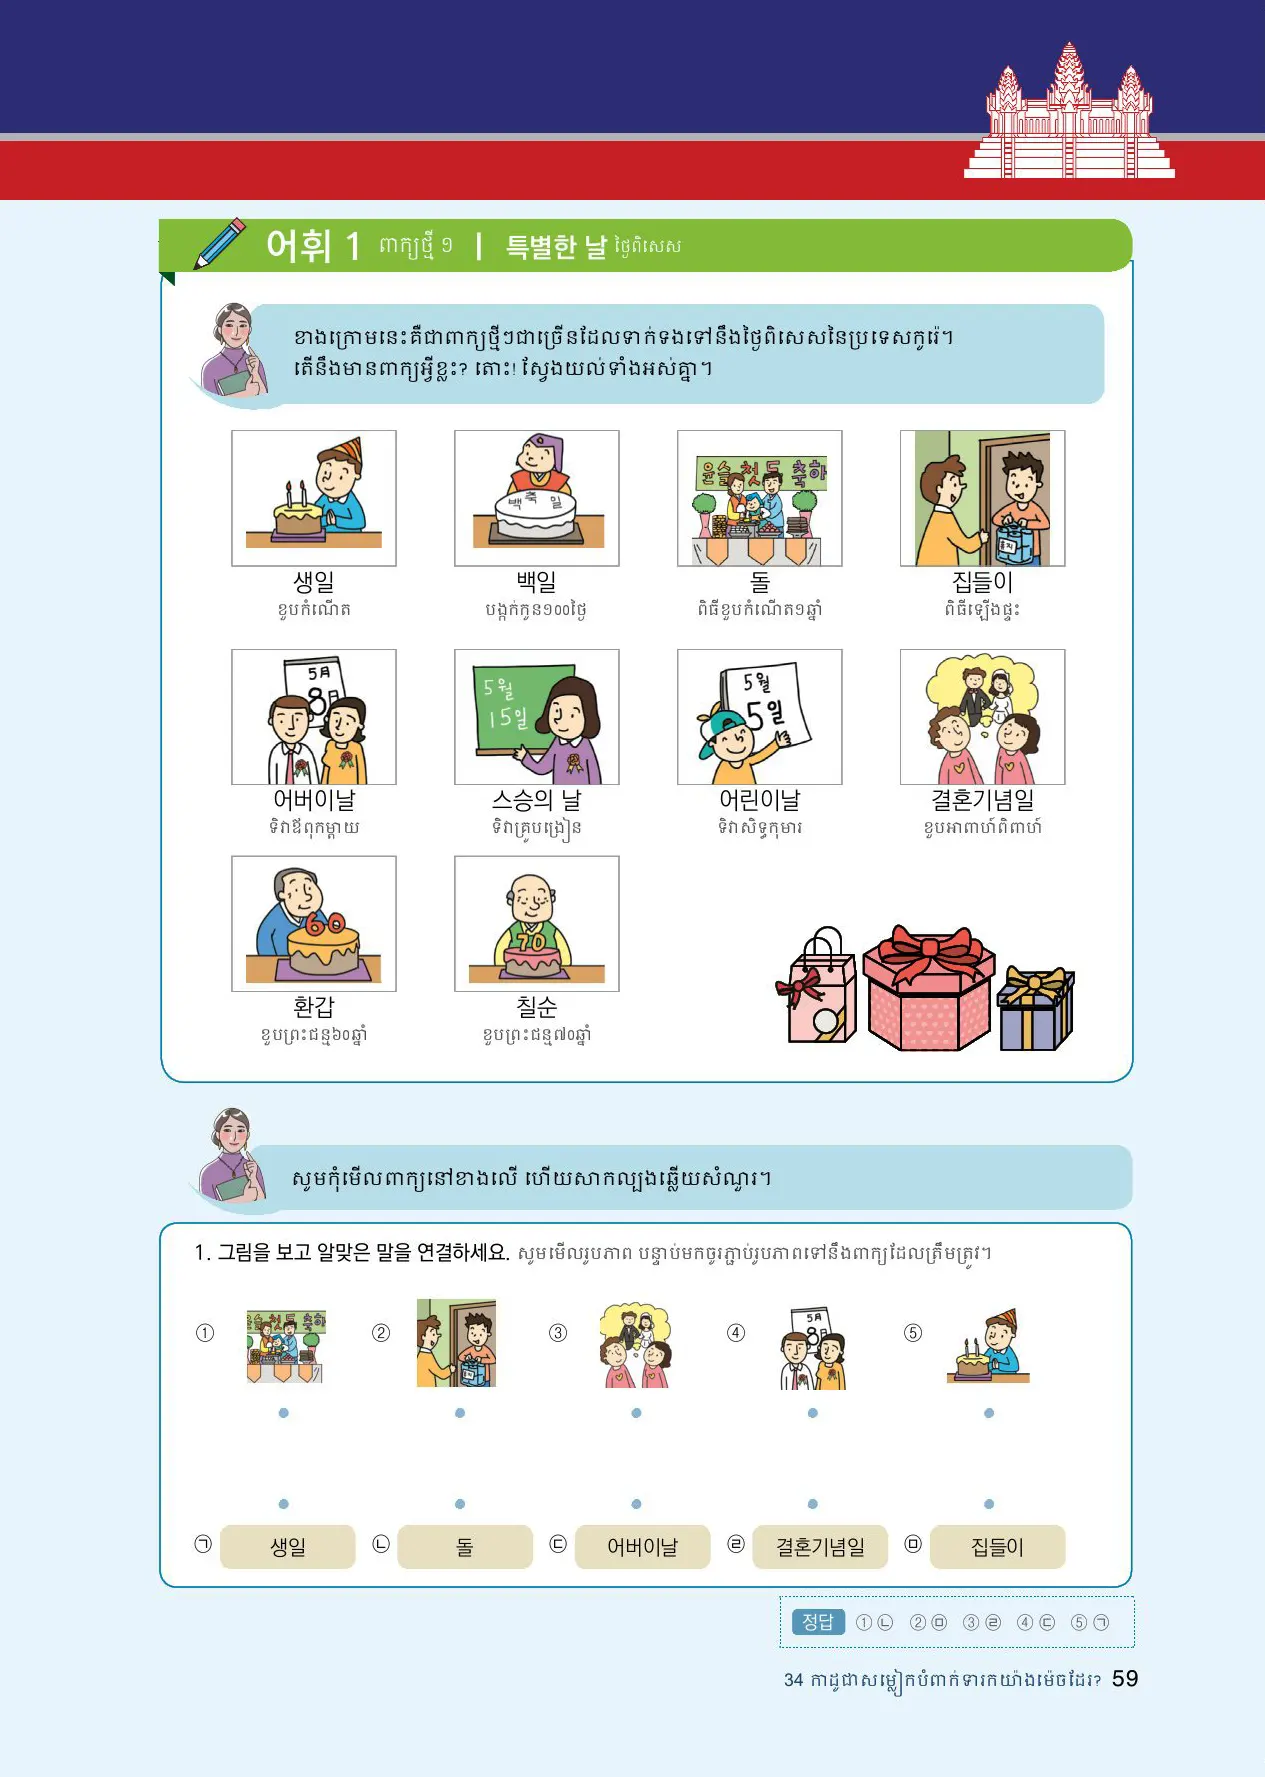 어휘 1 ពាក្យថ្មី ១ | 특별한 날 ថ្ងៃពិសេស
ខាងក្រោមនេះគឺជាពាក្យថ្មីៗជាច្រើនដែលទាក់ទងទៅនឹងថ្ងៃពិសេសនៃប្រទេសកូរ៉េ។
តើនឹងមានពាក្យអ្វីខ្លះ? តោះ! ស្វែងយល់ទាំងអស់គ្នា។
백축일
윤슬 첫돌 축하
휴지
생일 백일 돌 집들이
ខួបកំណើត បង្កក់កូន១០០ថ្ងៃ ពិធីខួបកំណើត១ឆ្នាំ ពិធីឡើងផ្ទះ
5月
8日
5월
15일
5월
5일
어버이날 스승의 날 어린이날 결혼기념일
ទិវាឪពុកម្តាយ ទិវាគ្រូបង្រៀន ទិវាសិទ្ធកុមារ ខួបអាពាហ៍ពិពាហ៍
60
70
환갑 칠순
ខួបព្រះជន្ម៦០ឆ្នាំ ខួបព្រះជន្ម៧០ឆ្នាំ
សូមកុំមើលពាក្យនៅខាងលើ ហើយសាកល្បងឆ្លើយសំណួរ។
1. 그림을 보고 알맞은 말을 연결하세요. សូមមើលរូបភាព បន្ទាប់មកចូរភ្ជាប់រូបភាពទៅនឹងពាក្យដែលត្រឹមត្រូវ។
① ② ③ ④ ⑤
윤슬 첫돌 축하
5月
8日
㉠ 생일 ㉡ 돌 ㉢ 어버이날 ㉣ 결혼기념일 ㉤ 집들이
정답 ① ㉡ ② ㉤ ③ ㉣ ④ ㉢ ⑤ ㉠
34 កាដូជាសម្លៀកបំពាក់ទារកយ៉ាងម៉េចដែរ? 59